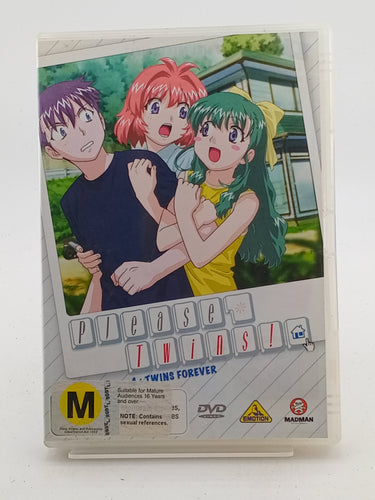 Please
Twins!
TWINS FOREVER
M
Suitable for Mature
Audiences 16 Years
and over
NOTE: Contains
sexual references.
DVD
EMOTION
MADMAN